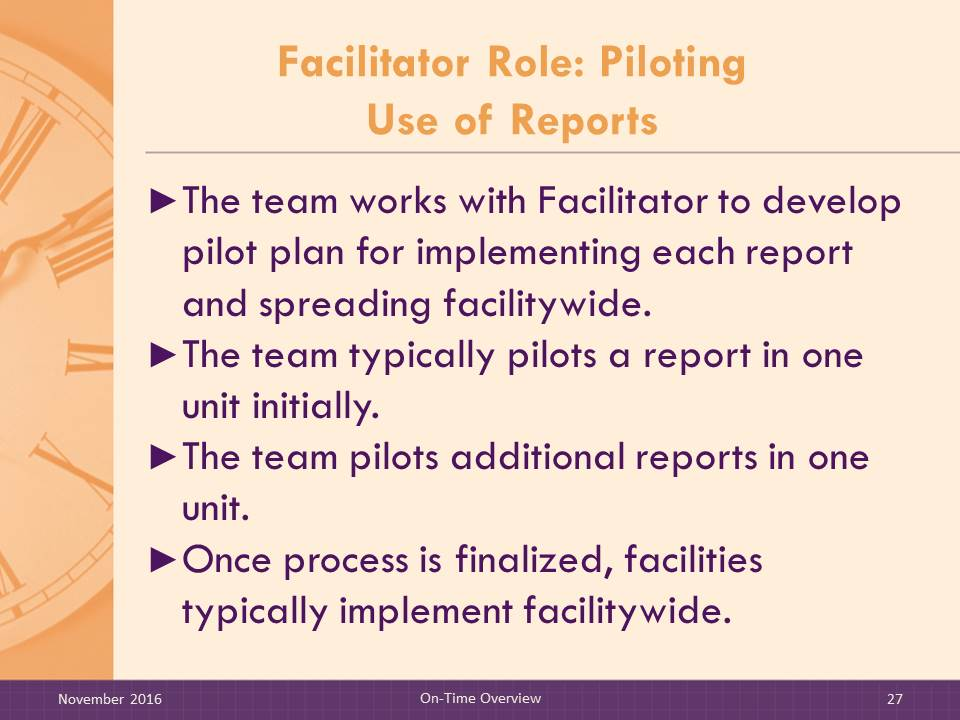 Facilitator Role: Piloting
Use of Reports
►The team works with Facilitator to develop
pilot plan for implementing each report
and spreading facilitywide.
►The team typically pilots a report in one
unit initially.
►The team pilots additional reports in one
unit.
►Once process is finalized, facilities
typically implement facilitywide.
November 2016
On-Time Overview
27